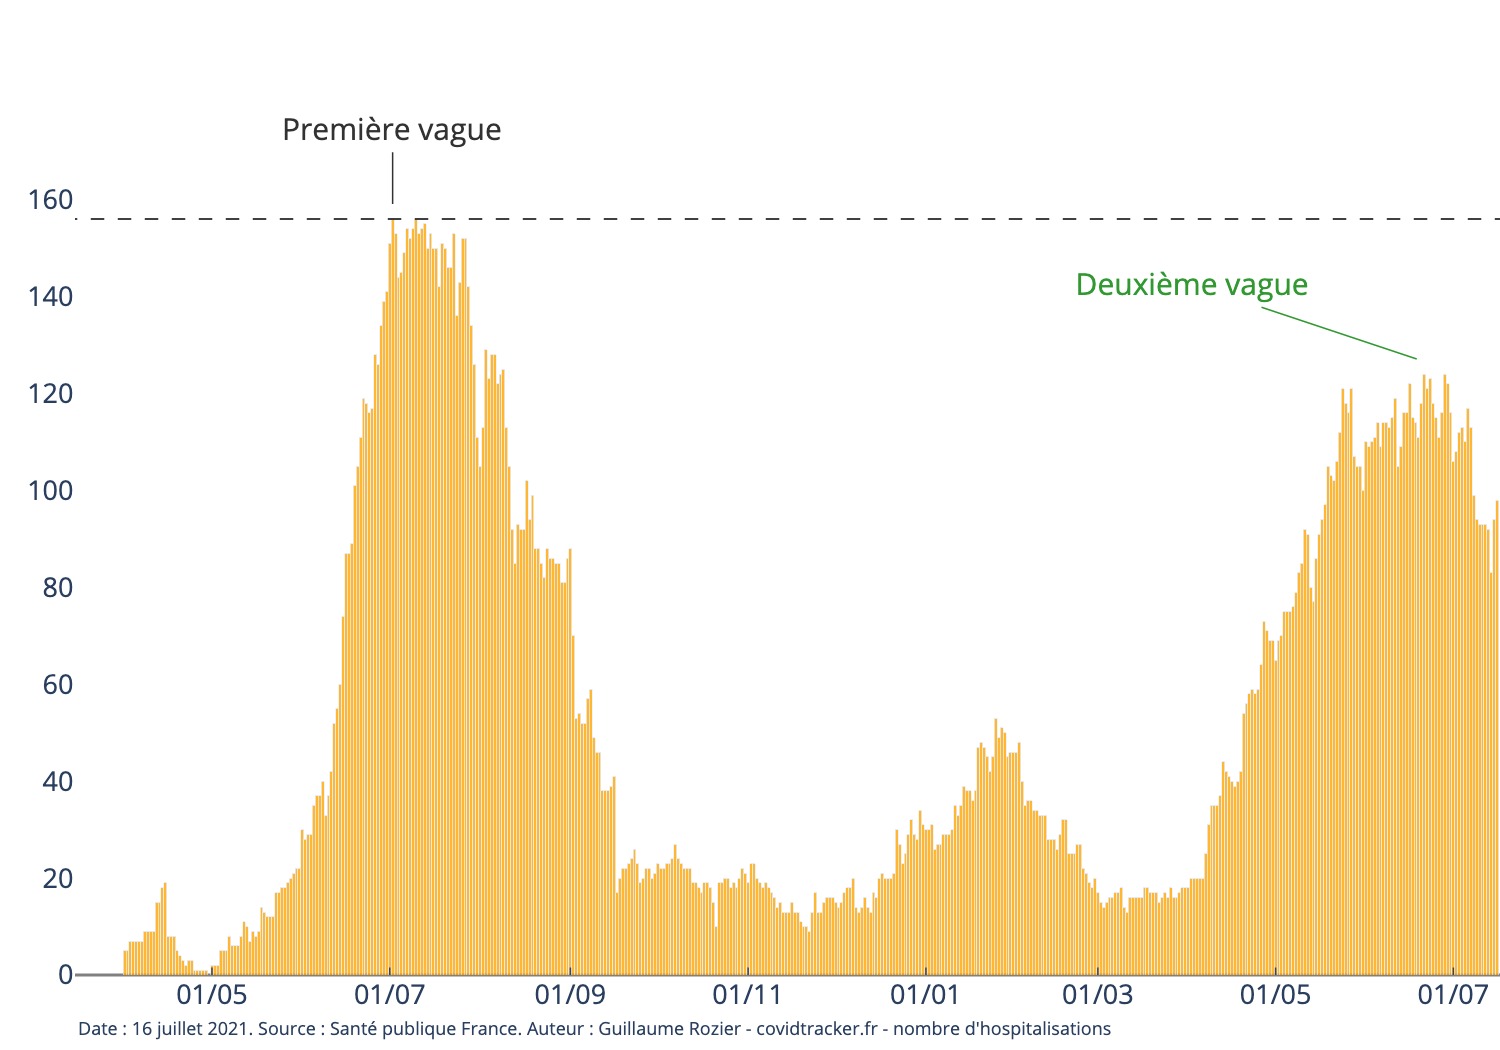 Première vague
160
140
Deuxième vague
120
100
80
60
40
20
0
01/05 01/07 01/09 01/11 01/01 01/03 01/05 01/07
Date : 16 juillet 2021. Source : Santé publique France. Auteur : Guillaume Rozier - covidtracker.fr - nombre d'hospitalisations